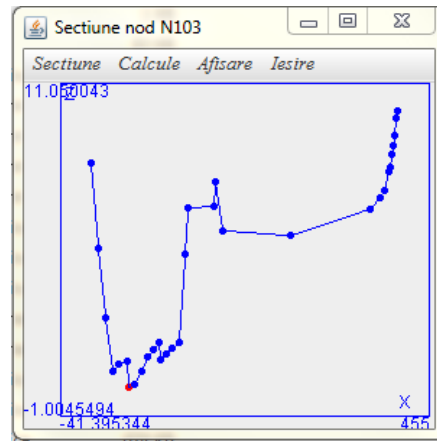 Sectiune nod N103
Sectiune Calcule Afisare Iesire
11.050043
Z
X
-1.0045494
-41.395344 455